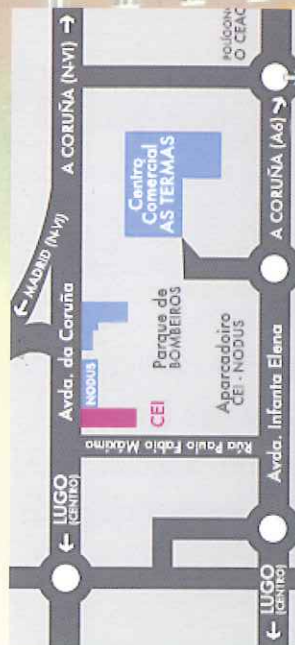 MADRID (N-VI)
A CORUÑA (N-VI)
Avda. da Coruña
LUGO
(CENTRO)
POLÍGONO
O CEAO
Centro
Comercial
AS TERMAS
NODUS
CEI
Parque de
BOMBEIROS
Aparcadoiro
CEI - NODUS
Rúa Paulo Fabio Máximo
A CORUÑA (A6)
Avda. Infanta Elena
LUGO
(CENTRO)